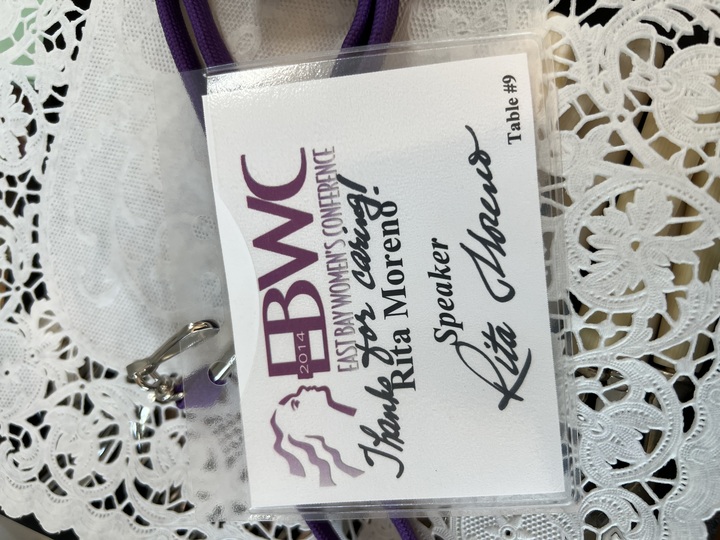 2014
EBWC
EAST BAY WOMEN'S CONFERENCE
Thanks for caring!
Rita Moreno
Speaker
Rita Moreno
Table #9